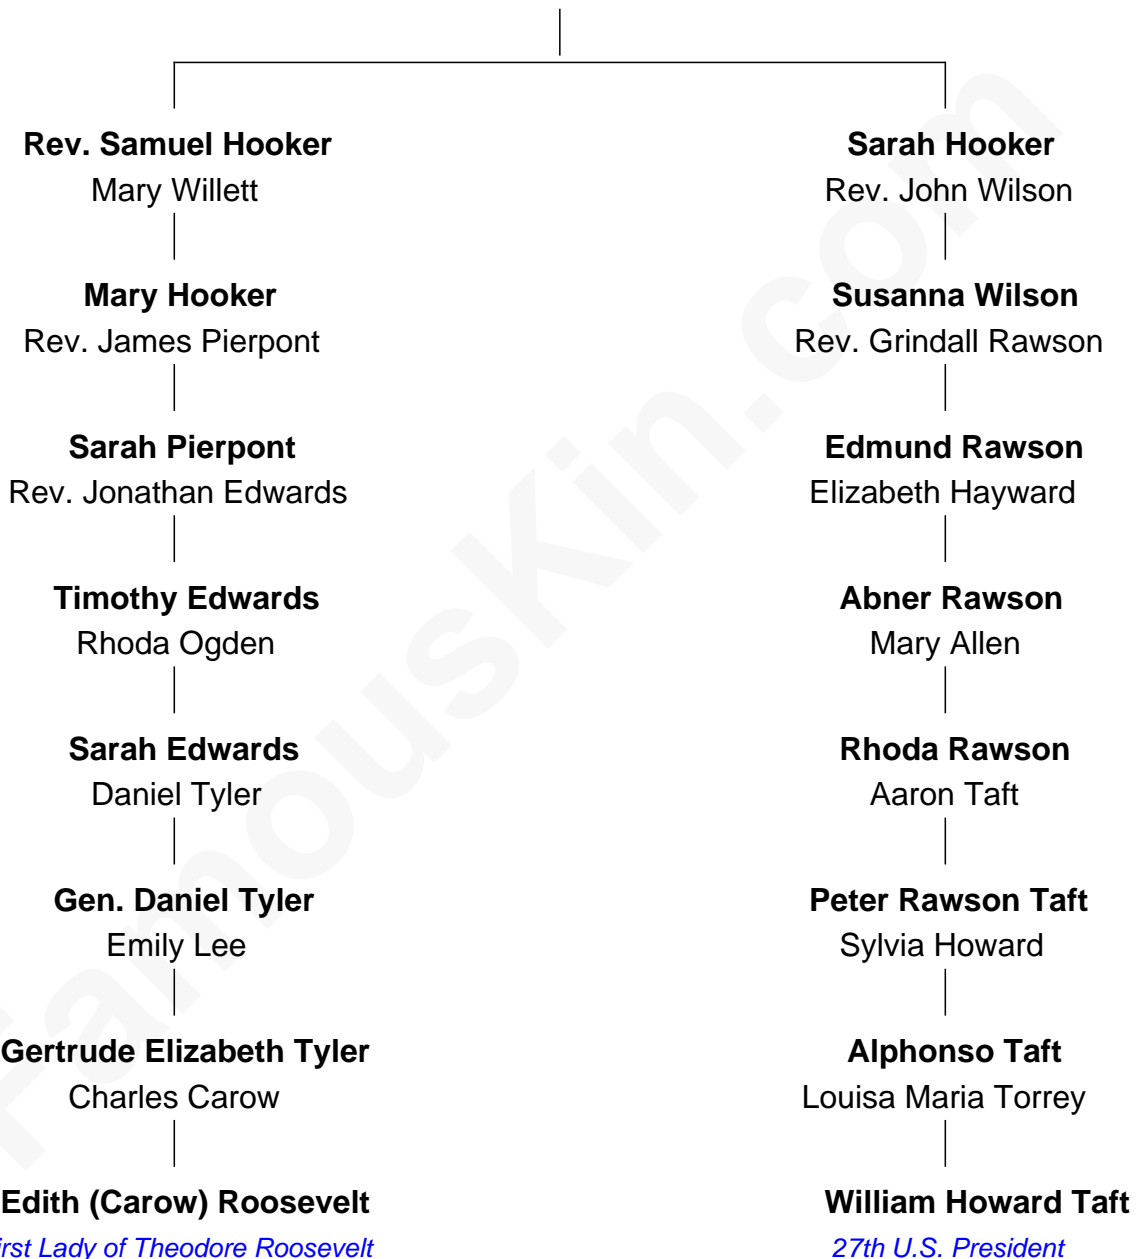 Rev. Samuel Hooker
Mary Willett
Mary Hooker
Rev. James Pierpont
Sarah Pierpont
Rev. Jonathan Edwards
Timothy Edwards
Rhoda Ogden
Sarah Edwards
Daniel Tyler
Gen. Daniel Tyler
Emily Lee
Gertrude Elizabeth Tyler
Charles Carow
Edith (Carow) Roosevelt
First Lady of Theodore Roosevelt
Sarah Hooker
Rev. John Wilson
Susanna Wilson
Rev. Grindall Rawson
Edmund Rawson
Elizabeth Hayward
Abner Rawson
Mary Allen
Rhoda Rawson
Aaron Taft
Peter Rawson Taft
Sylvia Howard
Alphonso Taft
Louisa Maria Torrey
William Howard Taft
27th U.S. President
FamousKin.com